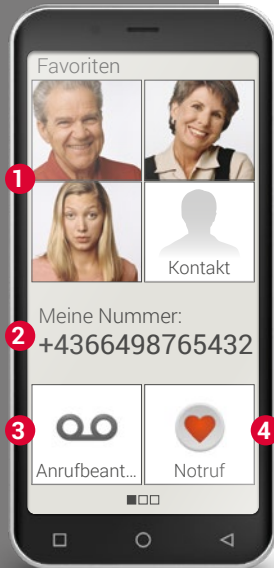 Favoriten
1
Kontakt
Meine Nummer:
2
+4366498765432
3
4
Anrufbeant...
Notruf